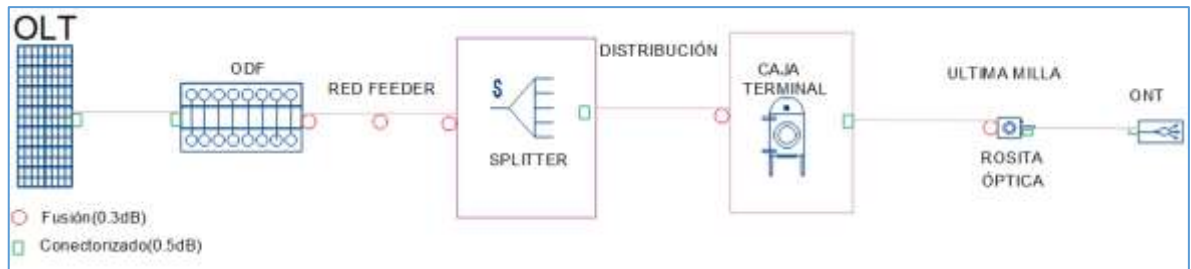 OLT
ODF
RED FEEDER
S
SPLITTER
DISTRIBUCIÓN
CAJA
TERMINAL
ULTIMA MILLA
ROSITA
ÓPTICA
ONT
Fusión(0.3dB)
Conectorizado(0.5dB)